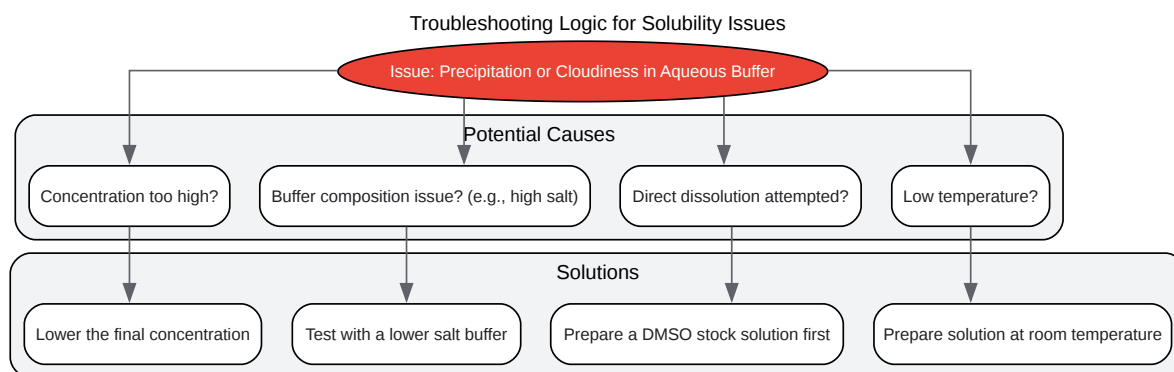 Troubleshooting Logic for Solubility Issues
Issue: Precipitation or Cloudiness in Aqueous Buffer
Potential Causes
Concentration too high?
Buffer composition issue? (e.g., high salt)
Direct dissolution attempted?
Low temperature?
Solutions
Lower the final concentration
Test with a lower salt buffer
Prepare a DMSO stock solution first
Prepare solution at room temperature